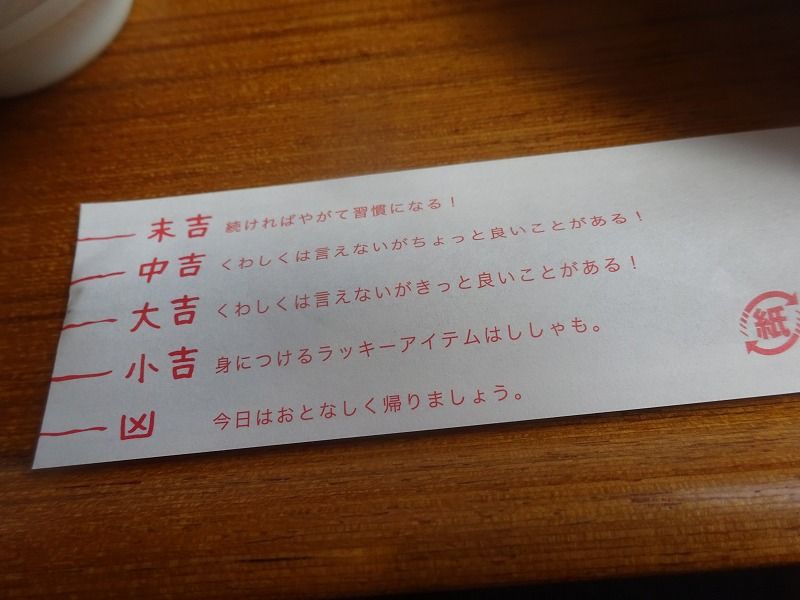 末吉 続ければやがて習慣になる！
中吉 くわしくは言えないがちょっと良いことがある！
大吉 くわしくは言えないがきっと良いことがある！
小吉 身につけるラッキーアイテムはししゃも。
凶 今日はおとなしく帰りましょう。
紙